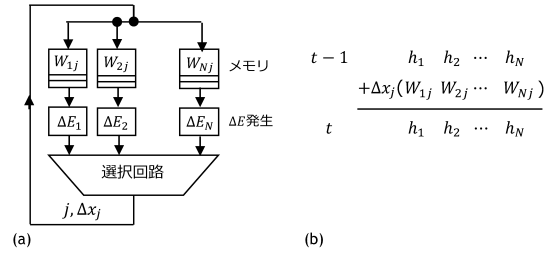 W1j W2j WNj メモリ
ΔE1 ΔE2 ΔEN ΔE発生
選択回路
j, Δxj
(a)
t − 1 h1 h2 ⋯ hN
+Δxj(W1j W2j ⋯ WNj)
t h1 h2 ⋯ hN
(b)